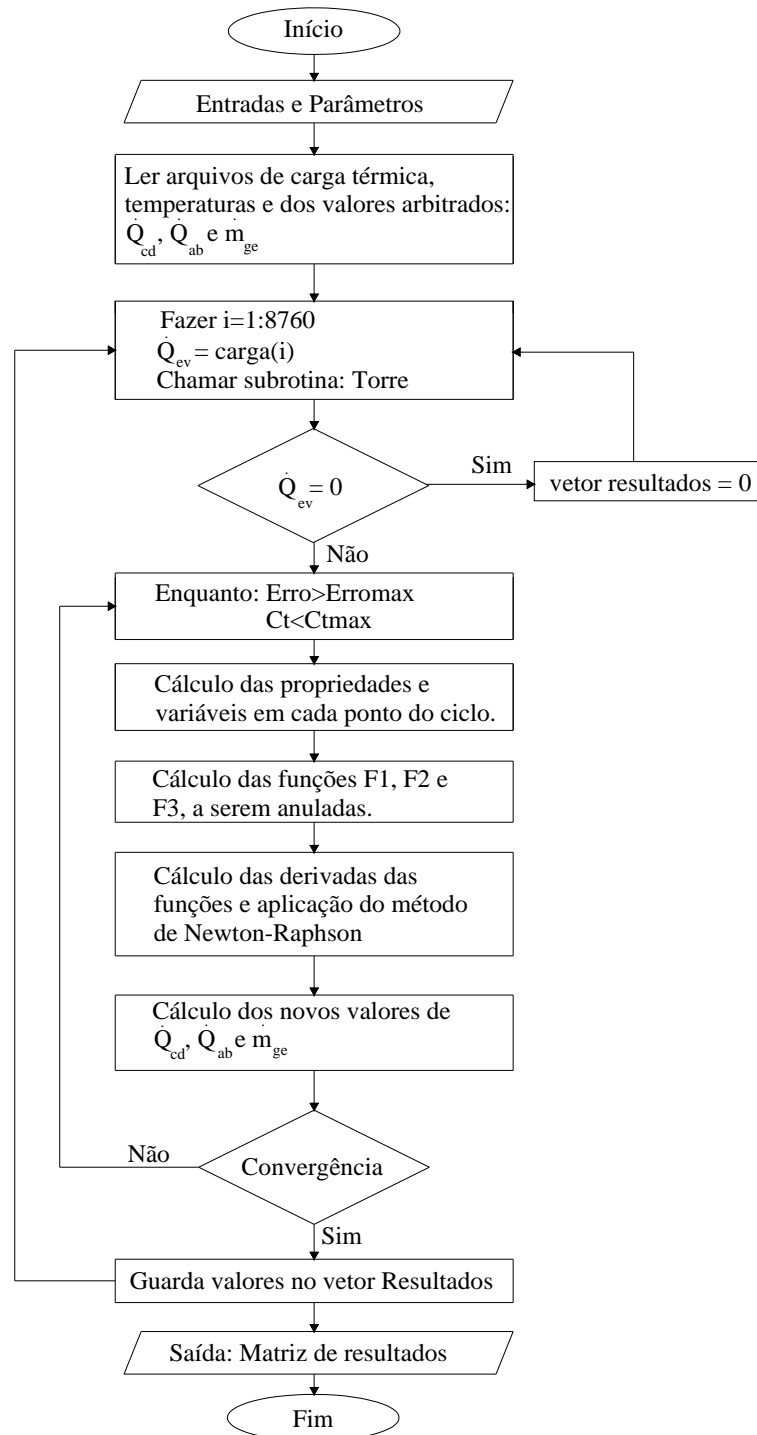 Início
Entradas e Parâmetros
Ler arquivos de carga térmica,
temperaturas e dos valores arbitrados:
Q̇cd, Q̇ab e ṁge
Fazer i=1:8760
Q̇ev = carga(i)
Chamar subrotina: Torre
Q̇ev = 0
Sim
vetor resultados = 0
Não
Enquanto: Erro>Erromax
Ct<Ctmax
Cálculo das propriedades e
variáveis em cada ponto do ciclo.
Cálculo das funções F1, F2 e
F3, a serem anuladas.
Cálculo das derivadas das
funções e aplicação do método
de Newton-Raphson
Cálculo dos novos valores de
Q̇cd, Q̇ab e ṁge
Não
Convergência
Sim
Guarda valores no vetor Resultados
Saída: Matriz de resultados
Fim